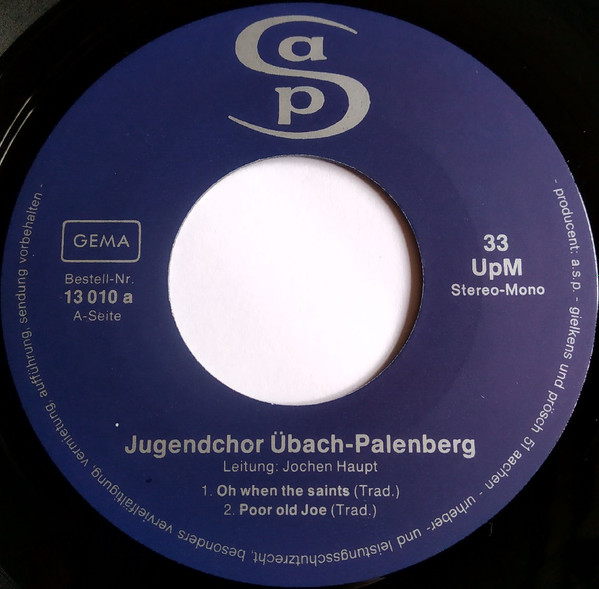 a
s
p
GEMA
Bestell-Nr.
13 010 a
A-Seite
33
UpM
Stereo-Mono
Jugendchor Übach-Palenberg
Leitung: Jochen Haupt
1. Oh when the saints (Trad.)
2. Poor old Joe (Trad.)
- producent: a.s.p. - gielkens und prösch 51 aachen - urheber- und leistungsschutzrecht, besonders vervielfältigung, vermietung, aufführung, sendung vorbehalten -